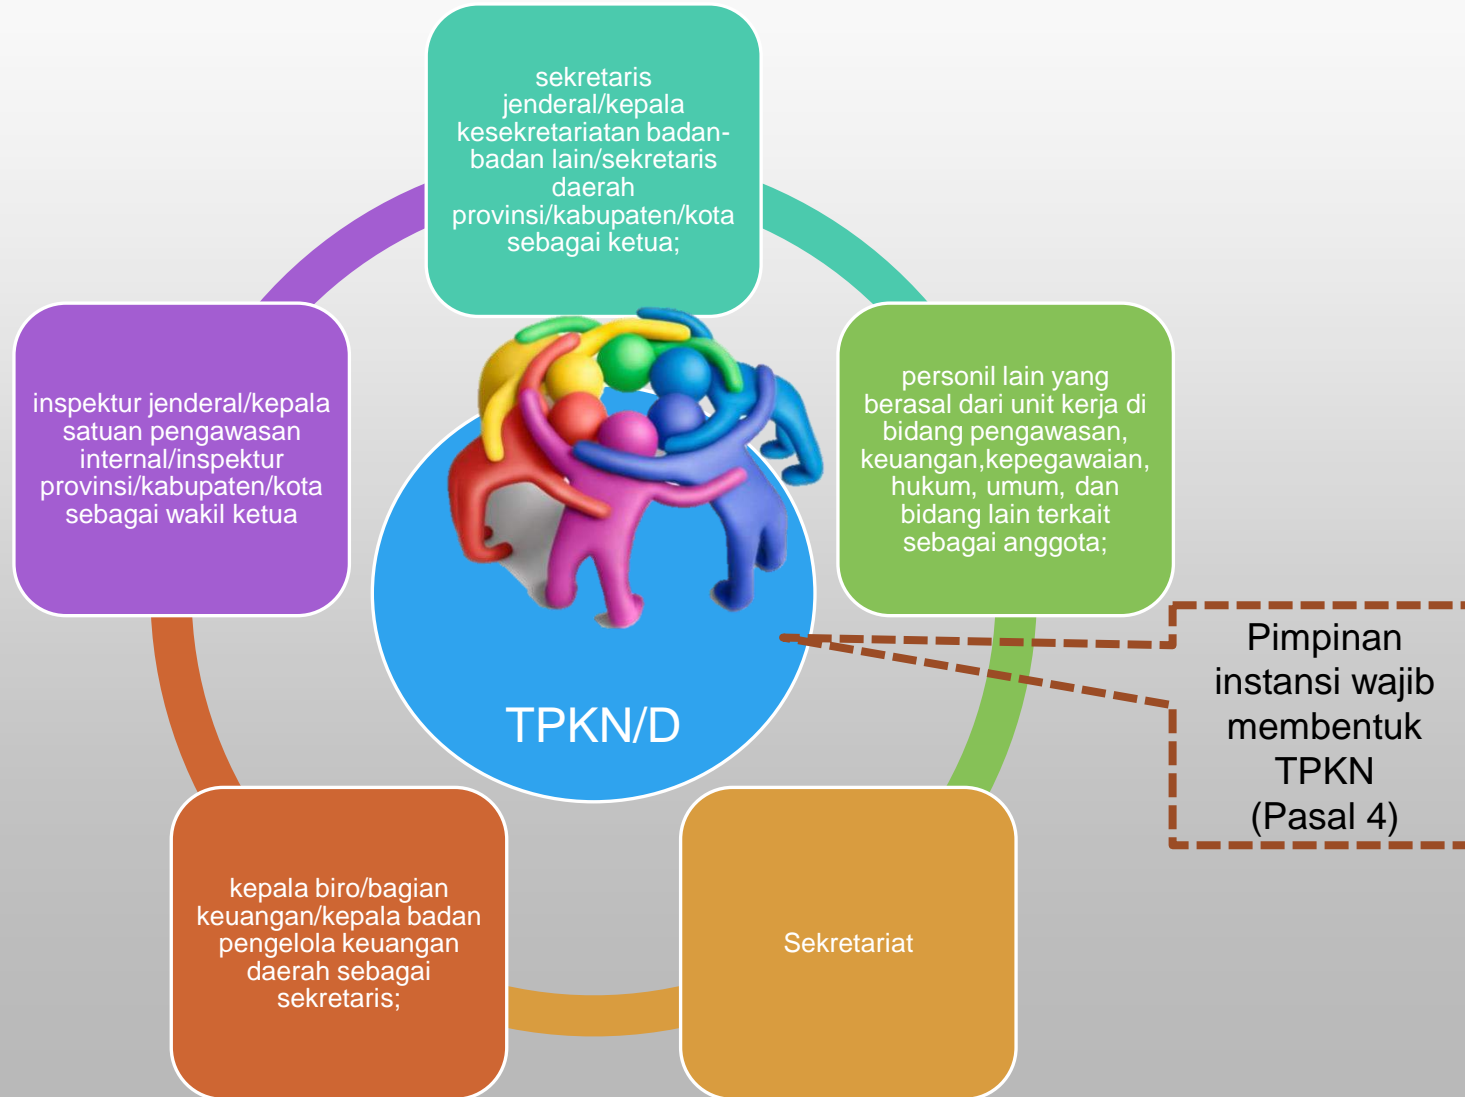 sekretaris
jenderal/kepala
kesekretariatan badan-
badan lain/sekretaris
daerah
provinsi/kabupaten/kota
sebagai ketua;
inspektur jenderal/kepala
satuan pengawasan
internal/inspektur
provinsi/kabupaten/kota
sebagai wakil ketua
personil lain yang
berasal dari unit kerja di
bidang pengawasan,
keuangan,kepegawaian,
hukum, umum, dan
bidang lain terkait
sebagai anggota;
TPKN/D
Pimpinan
instansi wajib
membentuk
TPKN
(Pasal 4)
kepala biro/bagian
keuangan/kepala badan
pengelola keuangan
daerah sebagai
sekretaris;
Sekretariat